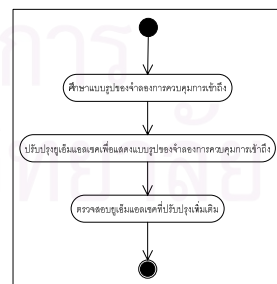 ศึกษาแบบรูปของจำลองการควบคุมการเข้าถึง
ปรับปรุงยูเอ็มแอลเซคเพื่อแสดงแบบรูปของจำลองการควบคุมการเข้าถึง
ตรวจสอบยูเอ็มแอลเซคที่ปรับปรุงเพิ่มเติม